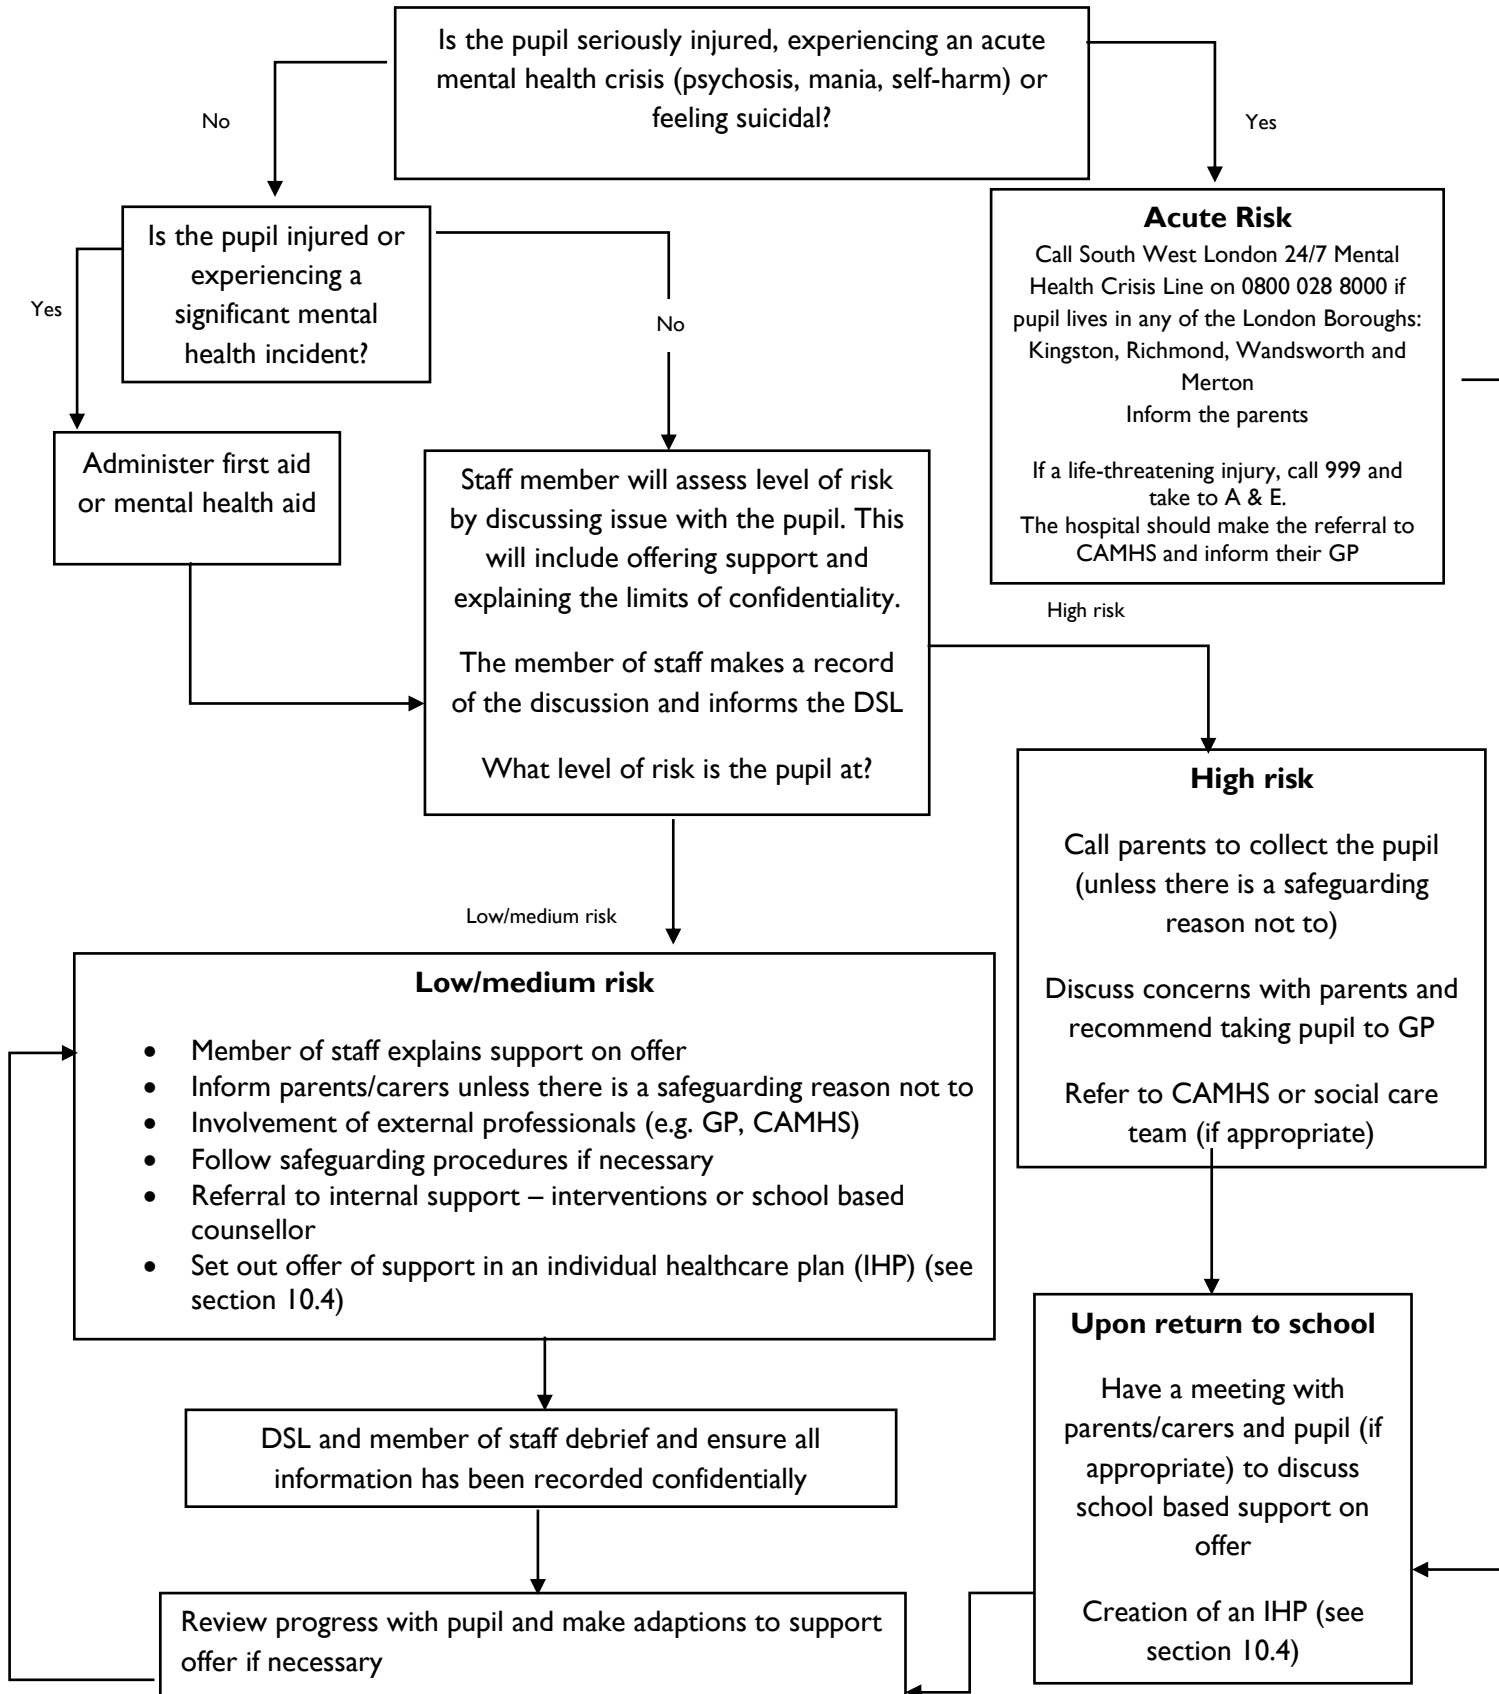 Is the pupil seriously injured, experiencing an acute
mental health crisis (psychosis, mania, self-harm) or
feeling suicidal?
No
Yes
Is the pupil injured or
experiencing a
significant mental
health incident?
Yes
No
Acute Risk
Call South West London 24/7 Mental
Health Crisis Line on 0800 028 8000 if
pupil lives in any of the London Boroughs:
Kingston, Richmond, Wandsworth and
Merton
Inform the parents
If a life-threatening injury, call 999 and
take to A & E.
The hospital should make the referral to
CAMHS and inform their GP
Administer first aid
or mental health aid
Staff member will assess level of risk
by discussing issue with the pupil. This
will include offering support and
explaining the limits of confidentiality.
The member of staff makes a record
of the discussion and informs the DSL
What level of risk is the pupil at?
High risk
High risk
Call parents to collect the pupil
(unless there is a safeguarding
reason not to)
Discuss concerns with parents and
recommend taking pupil to GP
Refer to CAMHS or social care
team (if appropriate)
Low/medium risk
Low/medium risk
• Member of staff explains support on offer
• Inform parents/carers unless there is a safeguarding reason not to
• Involvement of external professionals (e.g. GP, CAMHS)
• Follow safeguarding procedures if necessary
• Referral to internal support – interventions or school based
counsellor
• Set out offer of support in an individual healthcare plan (IHP) (see
section 10.4)
Upon return to school
Have a meeting with
parents/carers and pupil (if
appropriate) to discuss
school based support on
offer
Creation of an IHP (see
section 10.4)
DSL and member of staff debrief and ensure all
information has been recorded confidentially
Review progress with pupil and make adaptions to support
offer if necessary